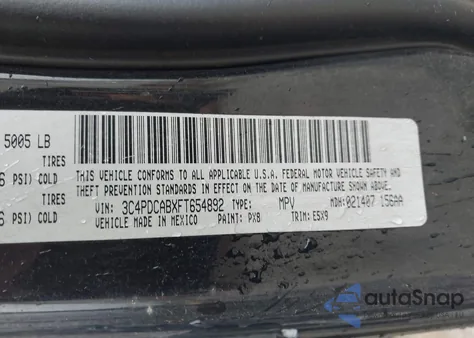 5005 LB
TIRES
6 PSI) COLD
TIRES
6 PSI) COLD
THIS VEHICLE CONFORMS TO ALL APPLICABLE U.S.A. FEDERAL MOTOR VEHICLE SAFETY AND
THEFT PREVENTION STANDARDS IN EFFECT ON THE DATE OF MANUFACTURE SHOWN ABOVE.
VIN: 3C4PDCABXFT654892 TYPE: MPV MDH: 021407 156AA
VEHICLE MADE IN MEXICO PAINT: PX8 TRIM: E5X9
autoSnap